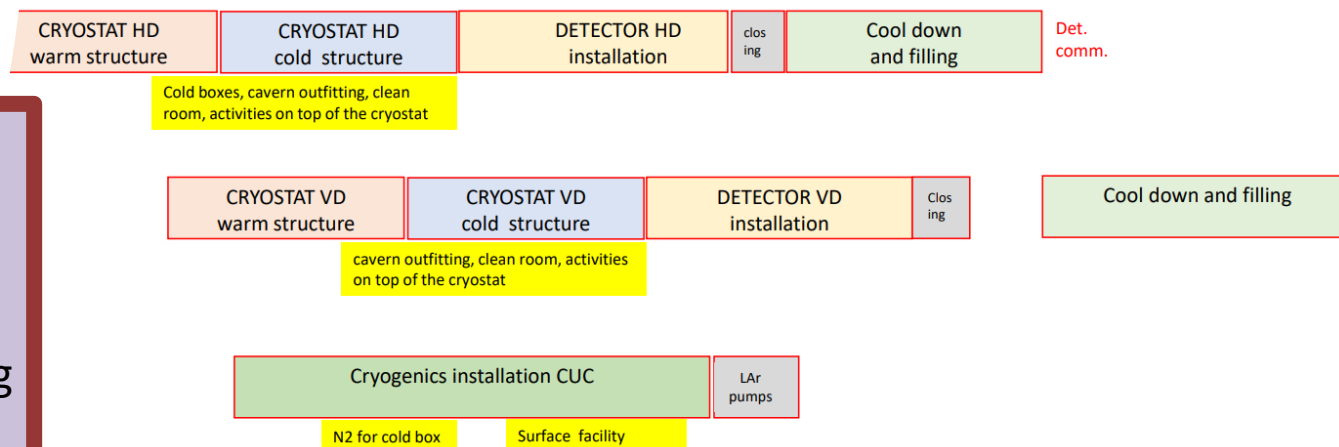 CRYOSTAT HD
warm structure
CRYOSTAT HD
cold structure
DETECTOR HD
installation
clos
ing
Cool down
and filling
Det.
comm.
Cold boxes, cavern outfitting, clean
room, activities on top of the cryostat
CRYOSTAT VD
warm structure
CRYOSTAT VD
cold structure
DETECTOR VD
installation
Clos
ing
Cool down and filling
cavern outfitting, clean room, activities
on top of the cryostat
g
Cryogenics installation CUC
LAr
pumps
N2 for cold box
Surface facility